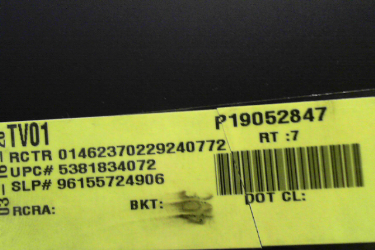 TV01
P19052847
RCTR 01462370229240772
RT :7
UPC# 5381834072
SLP# 96155724906
RCRA:
BKT:
DOT CL: